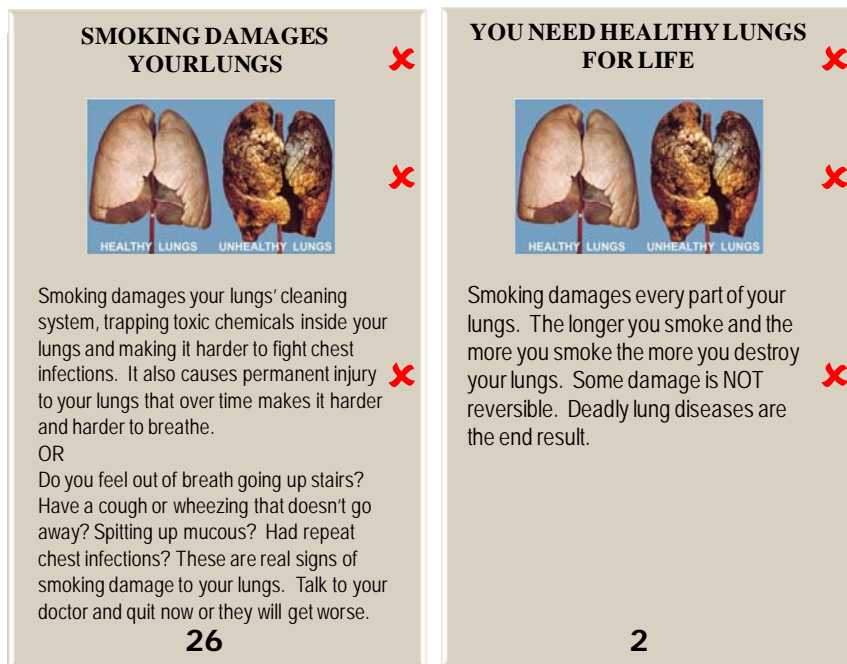 SMOKING DAMAGES
YOURLUNGS
HEALTHY LUNGS
UNHEALTHY LUNGS
Smoking damages your lungs' cleaning
system, trapping toxic chemicals inside your
lungs and making it harder to fight chest
infections. It also causes permanent injury
to your lungs that over time makes it harder
and harder to breathe.
OR
Do you feel out of breath going up stairs?
Have a cough or wheezing that doesn't go
away? Spitting up mucous? Had repeat
chest infections? These are real signs of
smoking damage to your lungs. Talk to your
doctor and quit now or they will get worse.
26
YOU NEED HEALTHY LUNGS
FOR LIFE
HEALTHY LUNGS
UNHEALTHY LUNGS
Smoking damages every part of your
lungs. The longer you smoke and the
more you smoke the more you destroy
your lungs. Some damage is NOT
reversible. Deadly lung diseases are
the end result.
2